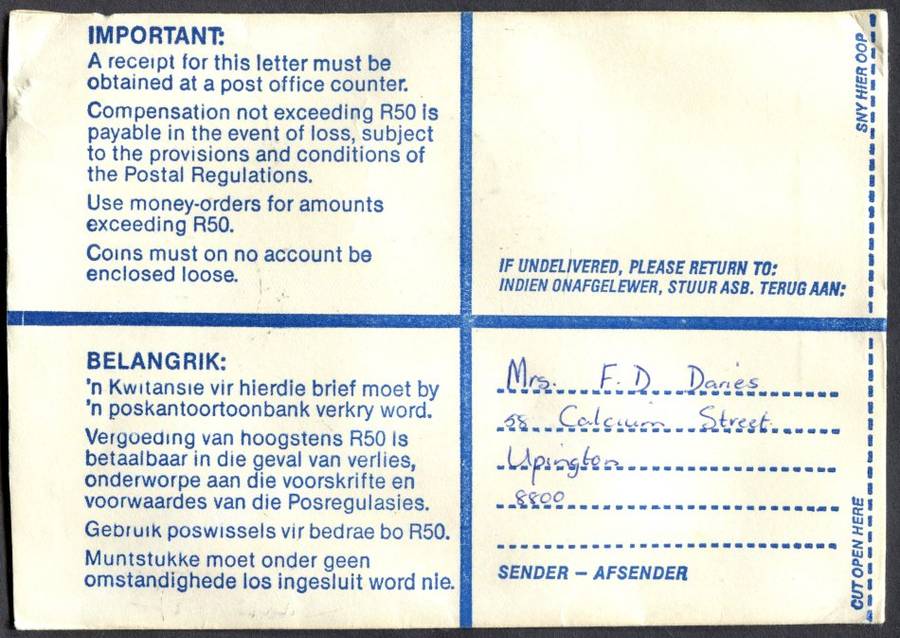 IMPORTANT:
A receipt for this letter must be
obtained at a post office counter.
Compensation not exceeding R50 is
payable in the event of loss, subject
to the provisions and conditions of
the Postal Regulations.
Use money-orders for amounts
exceeding R50.
Coins must on no account be
enclosed loose.
BELANGRIK:
'n Kwitansie vir hierdie brief moet by
'n poskantoortoonbank verkry word.
Vergoeding van hoogstens R50 is
betaalbaar in die geval van verlies,
onderworpe aan die voorskrifte en
voorwaardes van die Posregulasies.
Gebruik poswissels vir bedrae bo R50.
Muntstukke moet onder geen
omstandighede los ingesluit word nie.
IF UNDELIVERED, PLEASE RETURN TO:
INDIEN ONAFGELEWER, STUUR ASB. TERUG AAN:
Mrs. F.D Davies
58 Calcium Street
Upington
8800
SENDER – AFSENDER
SNY HIER OOP
CUT OPEN HERE